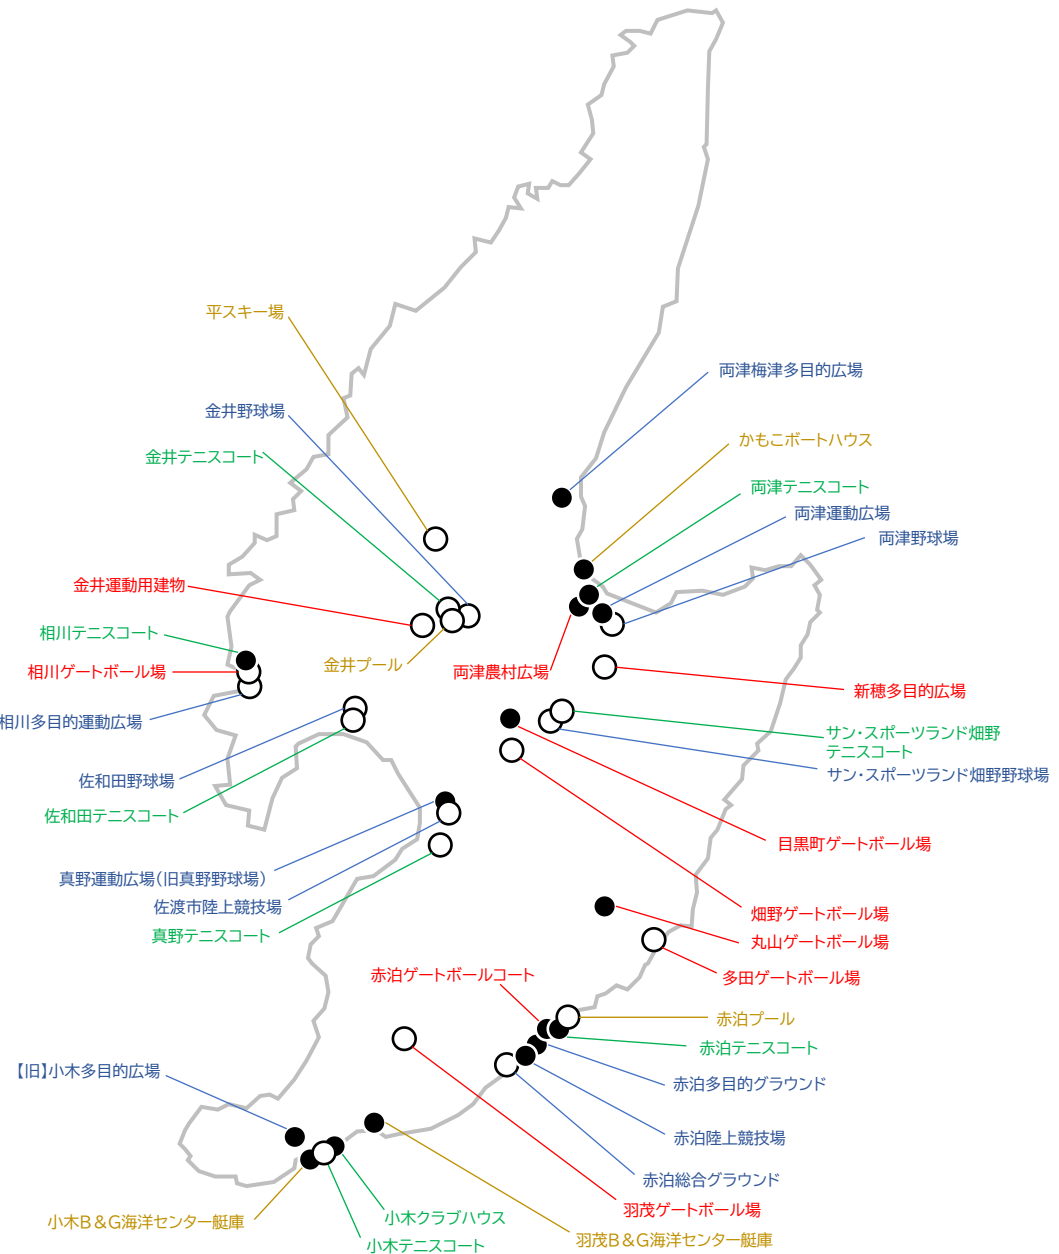 平スキー場
両津梅津多目的広場
金井野球場
かもこボートハウス
金井テニスコート
両津テニスコート
両津運動広場
両津野球場
金井運動用建物
相川テニスコート
金井プール
相川ゲートボール場
両津農村広場
新穂多目的広場
相川多目的運動広場
サン・スポーツランド畑野
テニスコート
サン・スポーツランド畑野野球場
佐和田野球場
佐和田テニスコート
目黒町ゲートボール場
真野運動広場(旧真野野球場)
佐渡市陸上競技場
畑野ゲートボール場
真野テニスコート
丸山ゲートボール場
赤泊ゲートボールコート
多田ゲートボール場
赤泊プール
赤泊テニスコート
【旧】小木多目的広場
赤泊多目的グラウンド
赤泊陸上競技場
赤泊総合グラウンド
羽茂ゲートボール場
小木B&G海洋センター艇庫
小木クラブハウス
羽茂B&G海洋センター艇庫
小木テニスコート